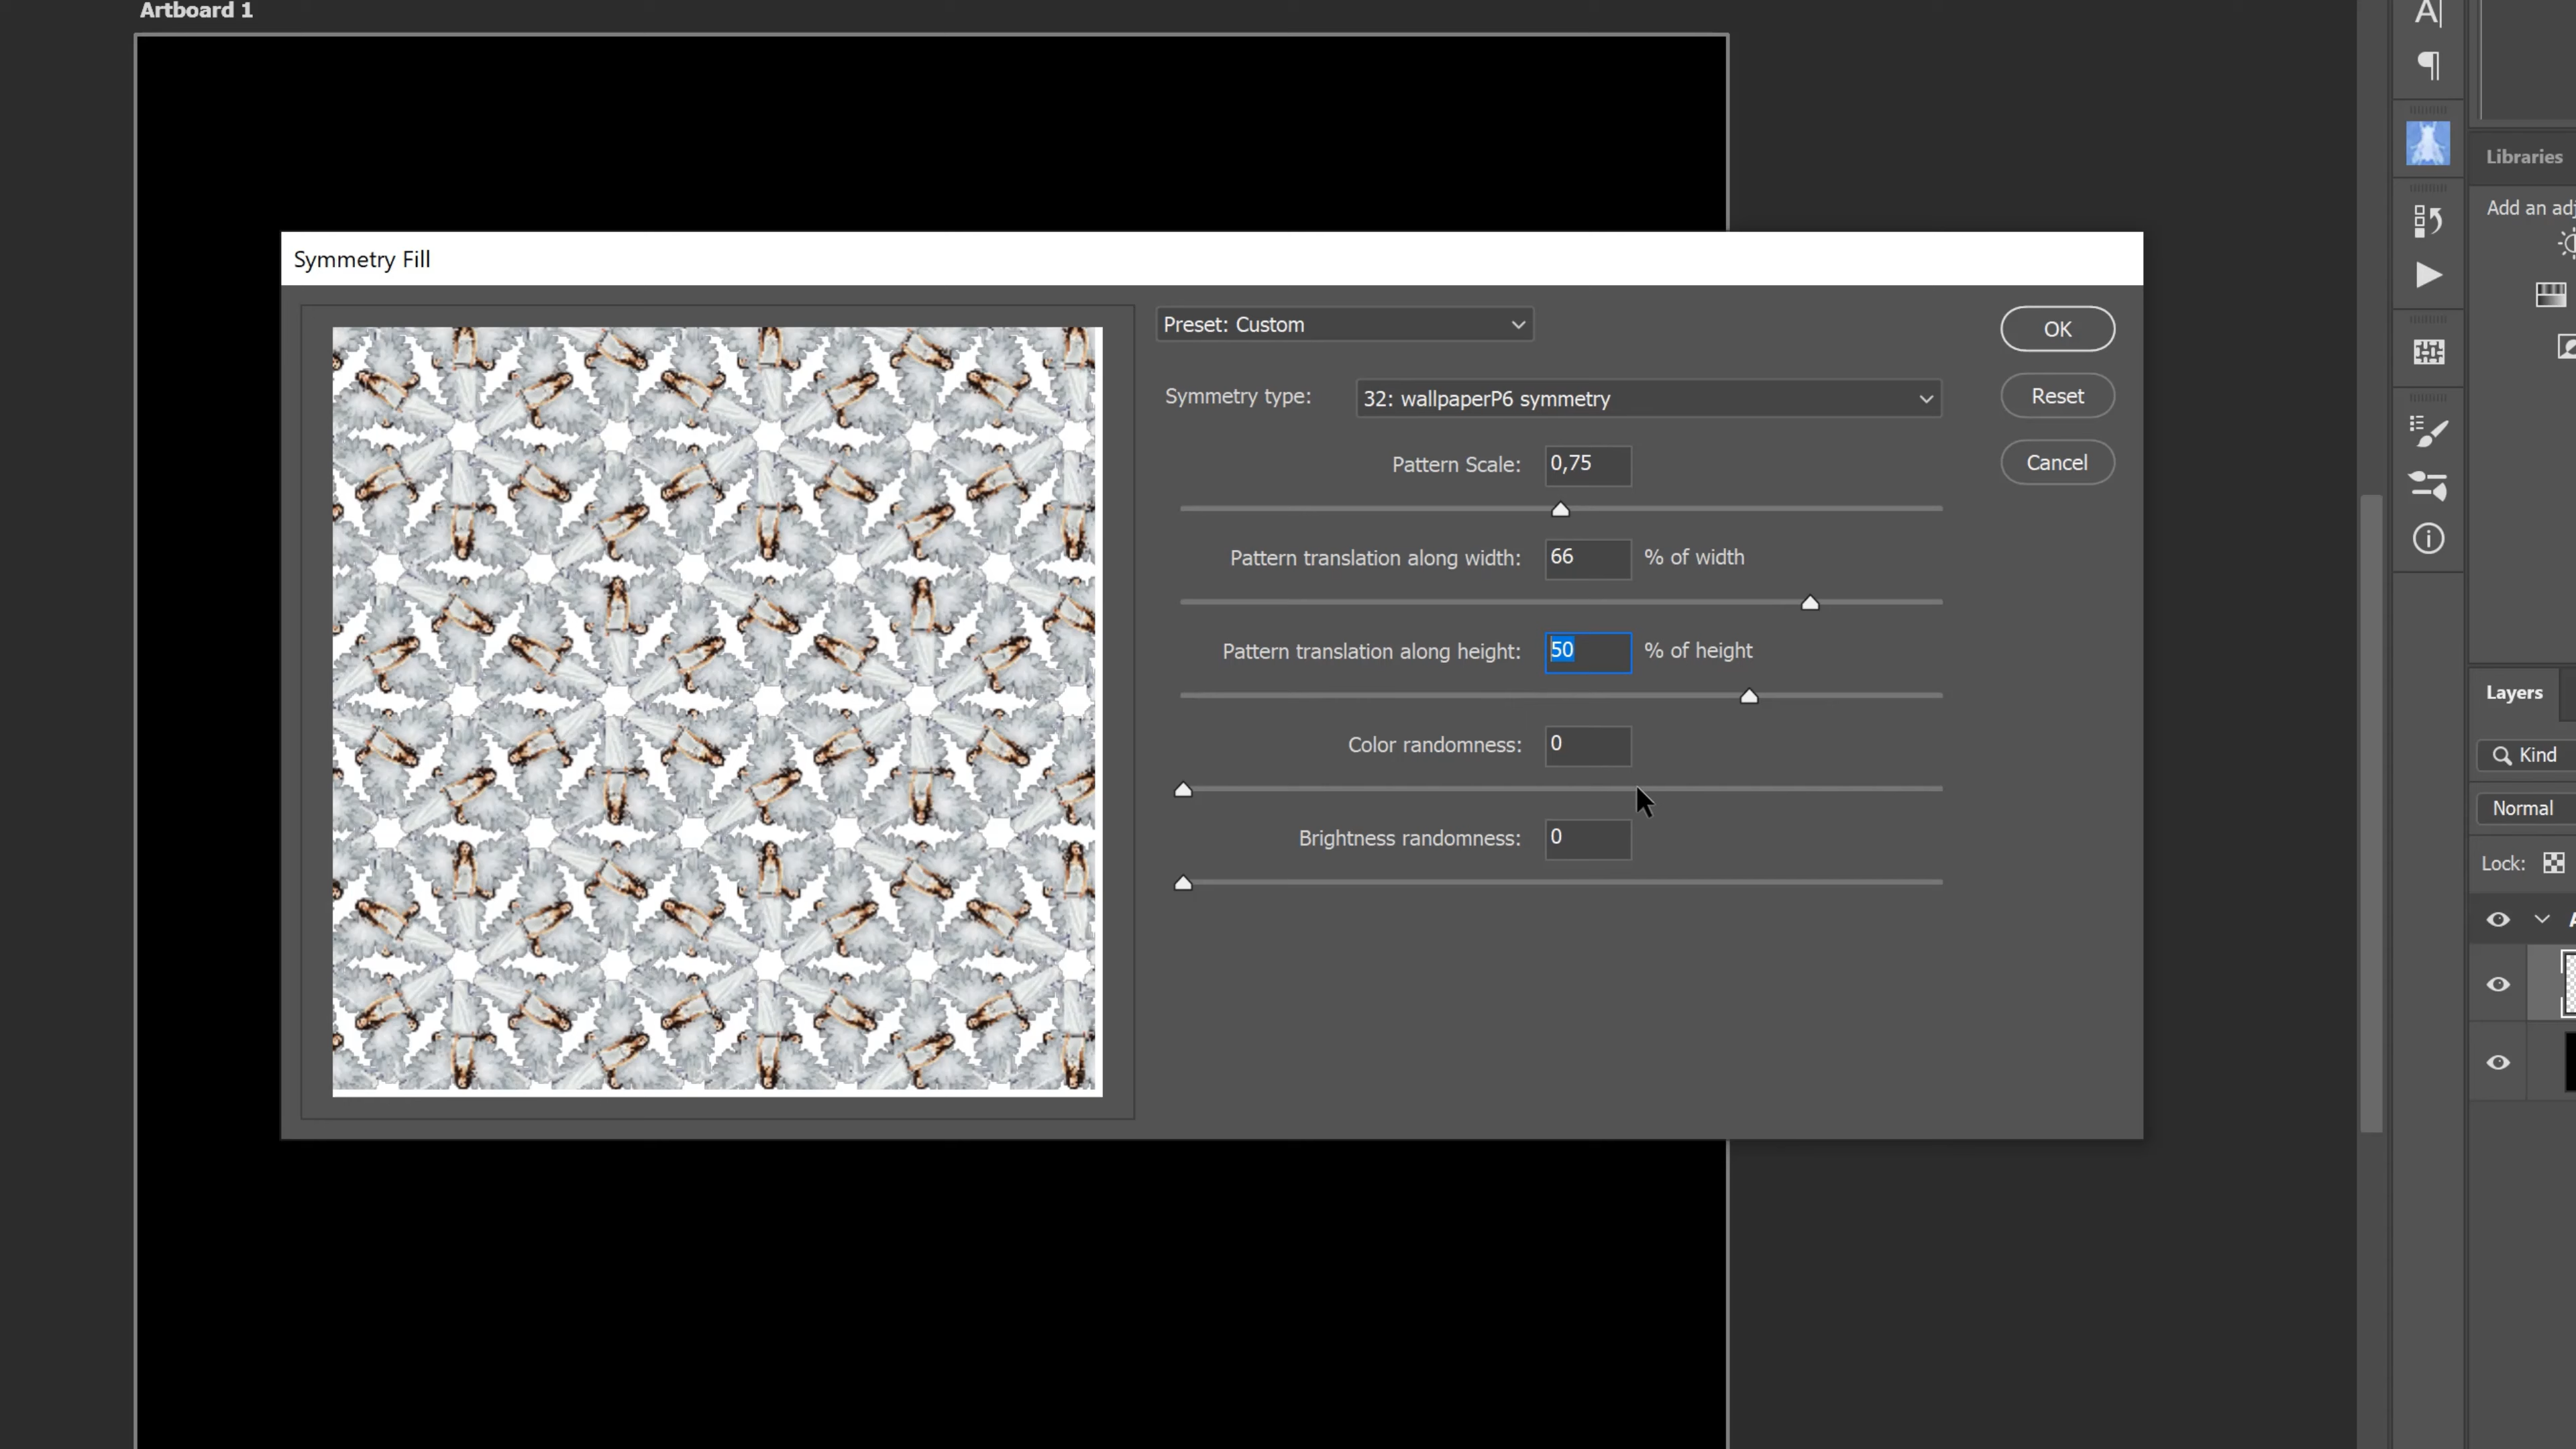 Artboard 1
A|
¶
Libraries
Symmetry Fill
Add an adj
Preset: Custom
OK
Symmetry type:
32: wallpaperP6 symmetry
Reset
Pattern Scale:
0,75
Cancel
Pattern translation along width:
66
% of width
Pattern translation along height:
50
% of height
Layers
Color randomness:
0
Kind
Normal
Brightness randomness:
0
Lock: